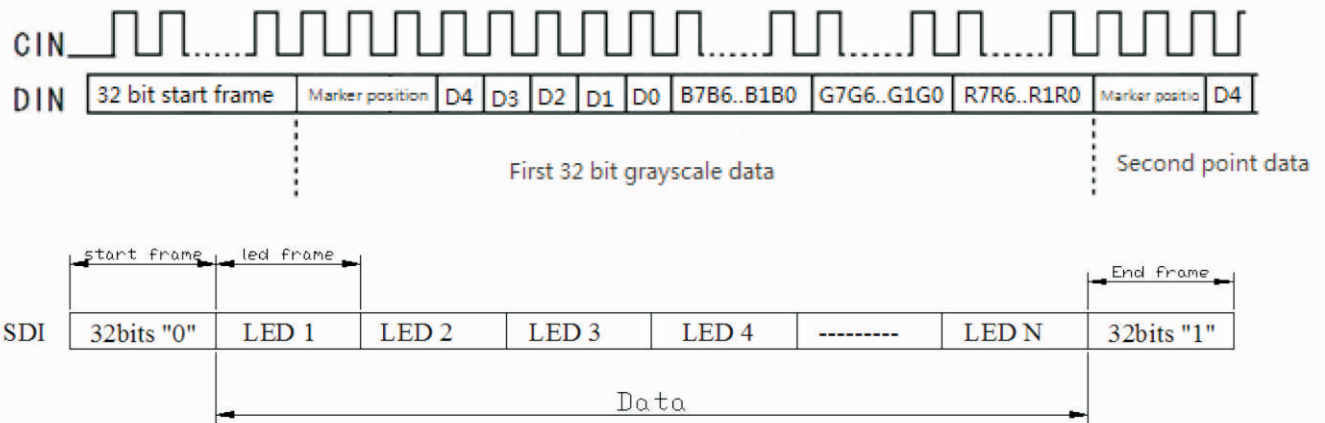 CIN
DIN 32 bit start frame Marker position D4 D3 D2 D1 D0 B7B6..B1B0 G7G6..G1G0 R7R6..R1R0 Marker positio D4
First 32 bit grayscale data Second point data
start frame led frame End frame
SDI 32bits "0" LED 1 LED 2 LED 3 LED 4 --------- LED N 32bits "1"
Data